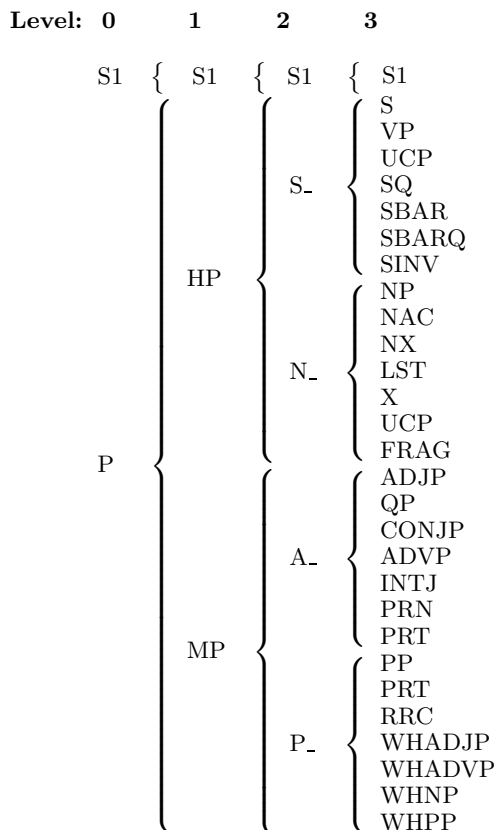 Level: 0 1 2 3
S1 { S1 { S1 { S1
S
VP
UCP
S_ SQ
SBAR
SBARQ
HP SINV
NP
NAC
NX
N_ LST
X
UCP
P FRAG
ADJP
QP
CONJP
A_ ADVP
INTJ
PRN
MP PRT
PP
PRT
RRC
P_ WHADJP
WHADVP
WHNP
WHPP